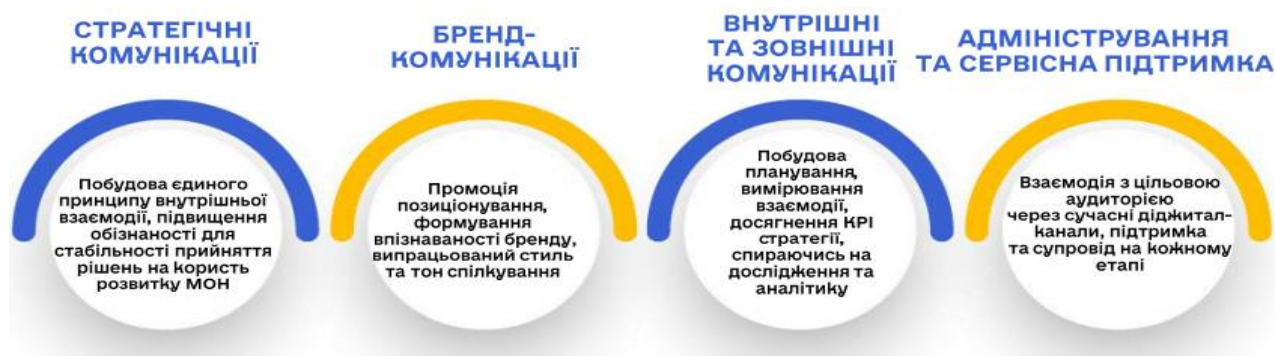 СТРАТЕГІЧНІ
КОМУНІКАЦІЇ
Побудова єдиного
принципу внутрішньої
взаємодії, підвищення
обізнаності для
стабільності прийняття
рішень на користь
розвитку МОН
БРЕНД-
КОМУНІКАЦІЇ
Промоція
позиціонування,
формування
впізнаваності бренду,
випрацьований стиль
та тон спілкування
ВНУТРІШНІ
ТА ЗОВНІШНІ
КОМУНІКАЦІЇ
Побудова
планування,
вимірювання
взаємодії,
досягнення KPI
стратегії,
спираючись на
дослідження та
аналітику
АДМІНІСТРУВАННЯ
ТА СЕРВІСНА ПІДТРИМКА
Взаємодія з цільовою
аудиторією
через сучасні діджитал-
канали, підтримка
та супровід на кожному
етапі